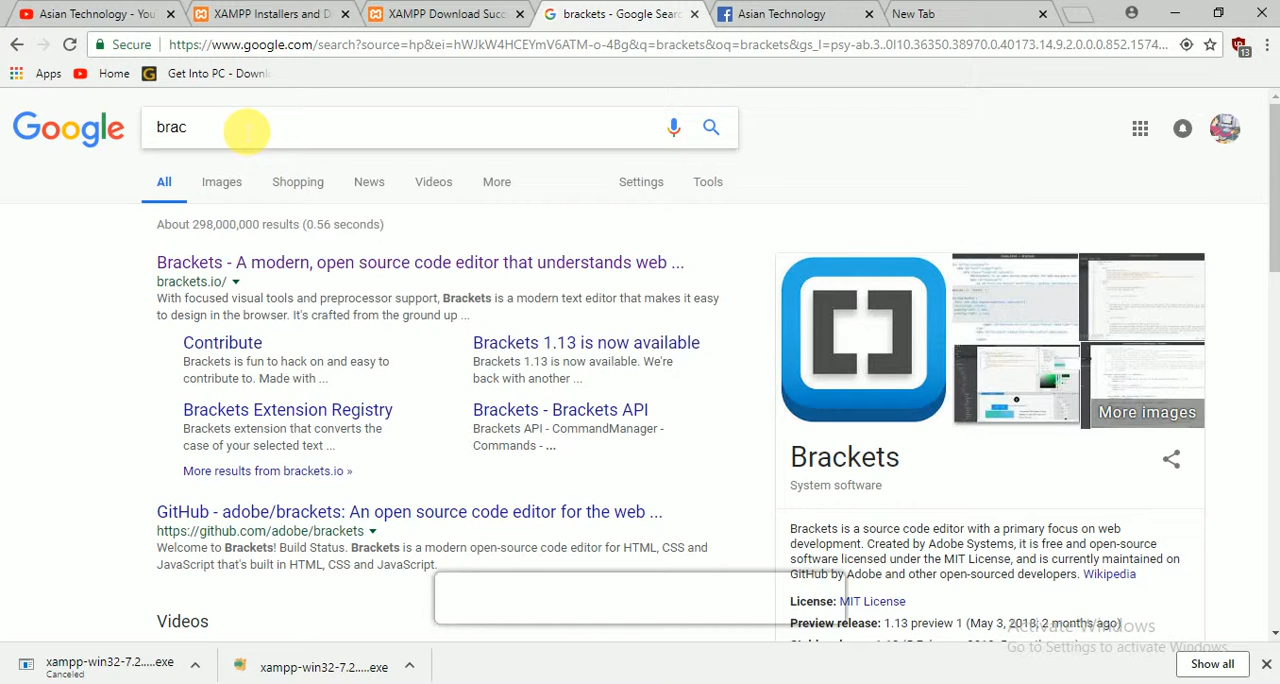 Asian Technology - You
XAMPP Installers and D
XAMPP Download Succ
brackets - Google Searc
Asian Technology
New Tab
Secure
https://www.google.com/search?source=hp&ei=hWJkW4HCEYmV6ATM-o-4Bg&q=brackets&oq=brackets&gs_l=psy-ab.3..0l10.36350.38970.0.40173.14.9.2.0.0.0.852.1574...
13
Apps
Home
Get Into PC - Downl
Google
brac
All
Images
Shopping
News
Videos
More
Settings
Tools
About 298,000,000 results (0.56 seconds)
Brackets - A modern, open source code editor that understands web ...
brackets.io/
With focused visual tools and preprocessor support, Brackets is a modern text editor that makes it easy
to design in the browser. It's crafted from the ground up ...
Contribute
Brackets is fun to hack on and easy to
contribute to. Made with ...
Brackets 1.13 is now available
Brackets 1.13 is now available. We're
back with another ...
Brackets Extension Registry
Brackets extension that converts the
case of your selected text ...
Brackets - Brackets API
Brackets API - CommandManager -
Commands - ...
More results from brackets.io »
GitHub - adobe/brackets: An open source code editor for the web ...
https://github.com/adobe/brackets
Welcome to Brackets! Build Status. Brackets is a modern open-source code editor for HTML, CSS and
JavaScript that's built in HTML, CSS and JavaScript.
Videos
More images
Brackets
System software
Brackets is a source code editor with a primary focus on web
development. Created by Adobe Systems, it is free and open-source
software licensed under the MIT License, and is currently maintained on
GitHub by Adobe and other open-sourced developers. Wikipedia
License: MIT License
Preview release: 1.13 preview 1 (May 3, 2018; 2 months ago)
Activate Windows
Go to Settings to activate Windows.
xampp-win32-7.2.....exe
Canceled
xampp-win32-7.2.....exe
Show all